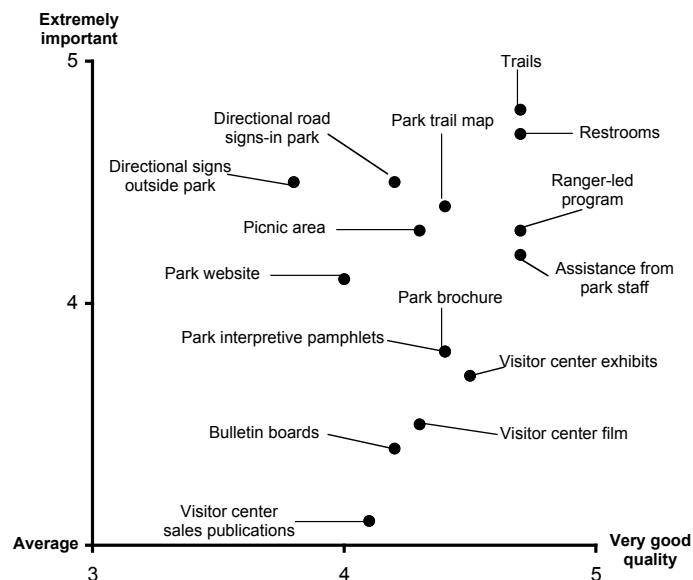 Extremely
important
5
Trails
Directional road
signs-in park
Park trail map
Restrooms
Directional signs
outside park
Ranger-led
program
Picnic area
Park website
Assistance from
park staff
4
Park brochure
Park interpretive pamphlets
Visitor center exhibits
Bulletin boards
Visitor center film
Visitor center
sales publications
Average
Very good
quality
3
4
5